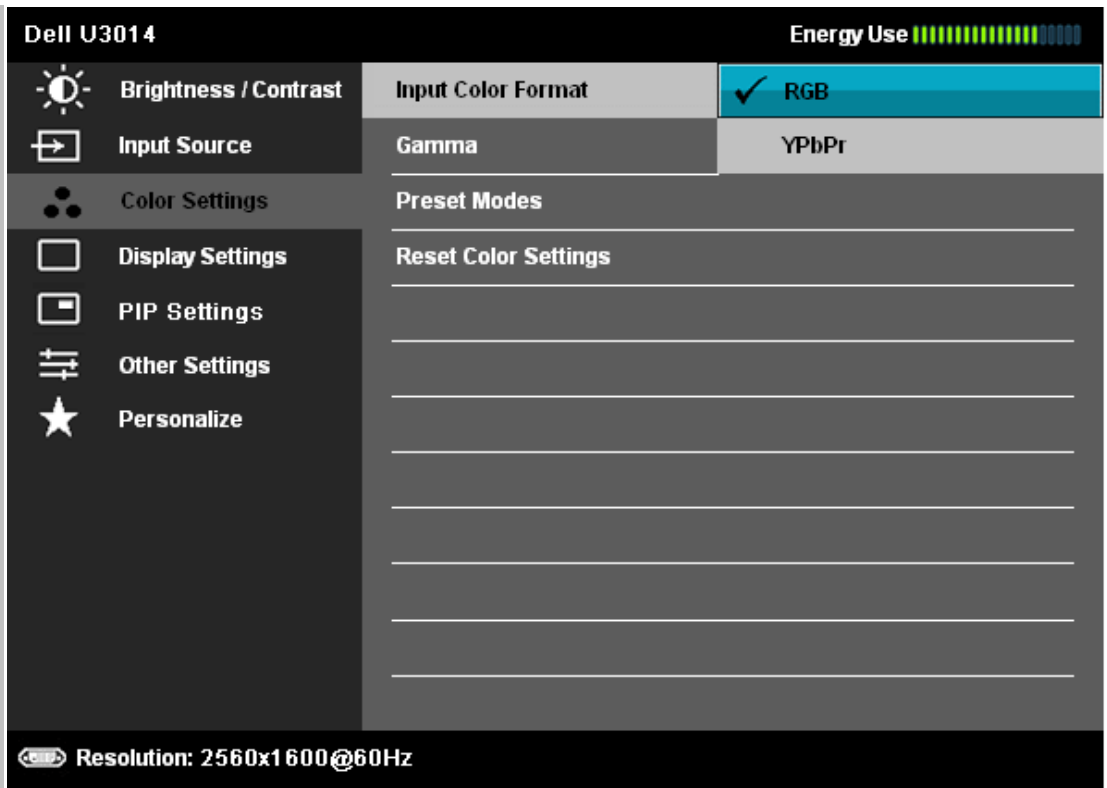 Dell U3014 Energy Use
Brightness / Contrast Input Color Format RGB
Input Source Gamma YPbPr
Color Settings Preset Modes
Display Settings Reset Color Settings
PIP Settings
Other Settings
Personalize
Resolution: 2560x1600@60Hz